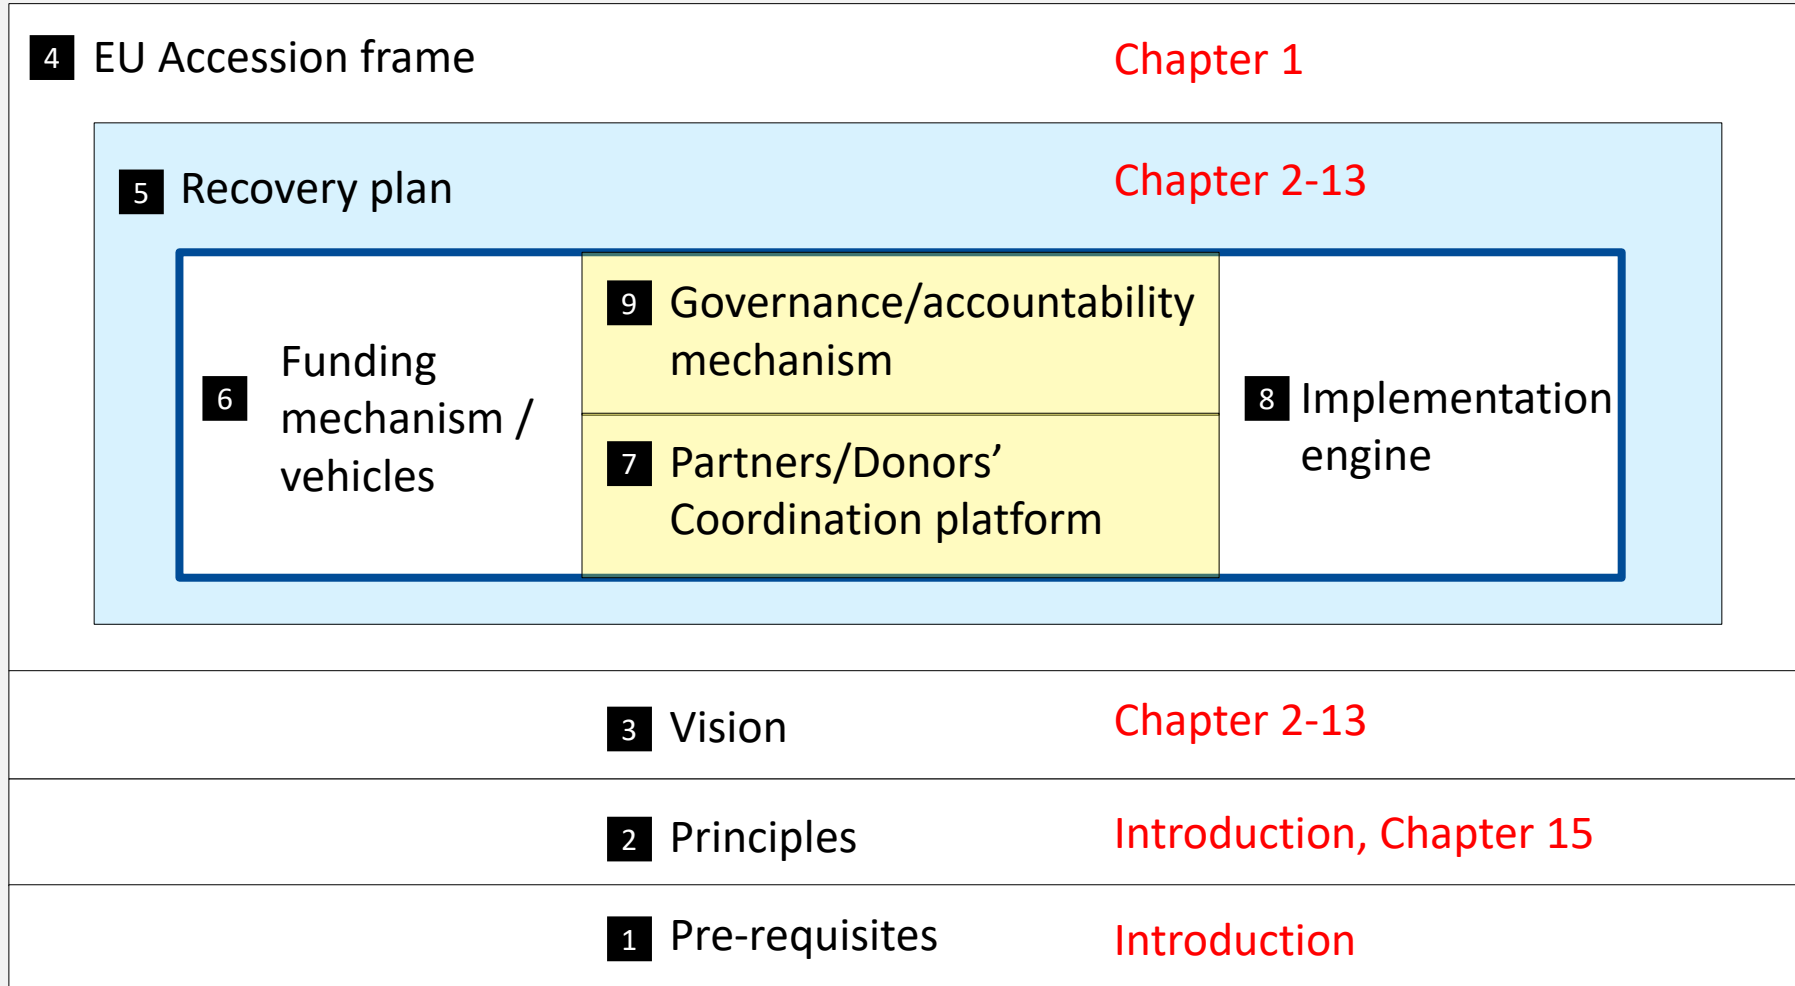 4 EU Accession frame Chapter 1
5 Recovery plan Chapter 2-13
6 Funding
mechanism /
vehicles
9 Governance/accountability
mechanism
7 Partners/Donors’
Coordination platform
8 Implementation
engine
3 Vision Chapter 2-13
2 Principles Introduction, Chapter 15
1 Pre-requisites Introduction